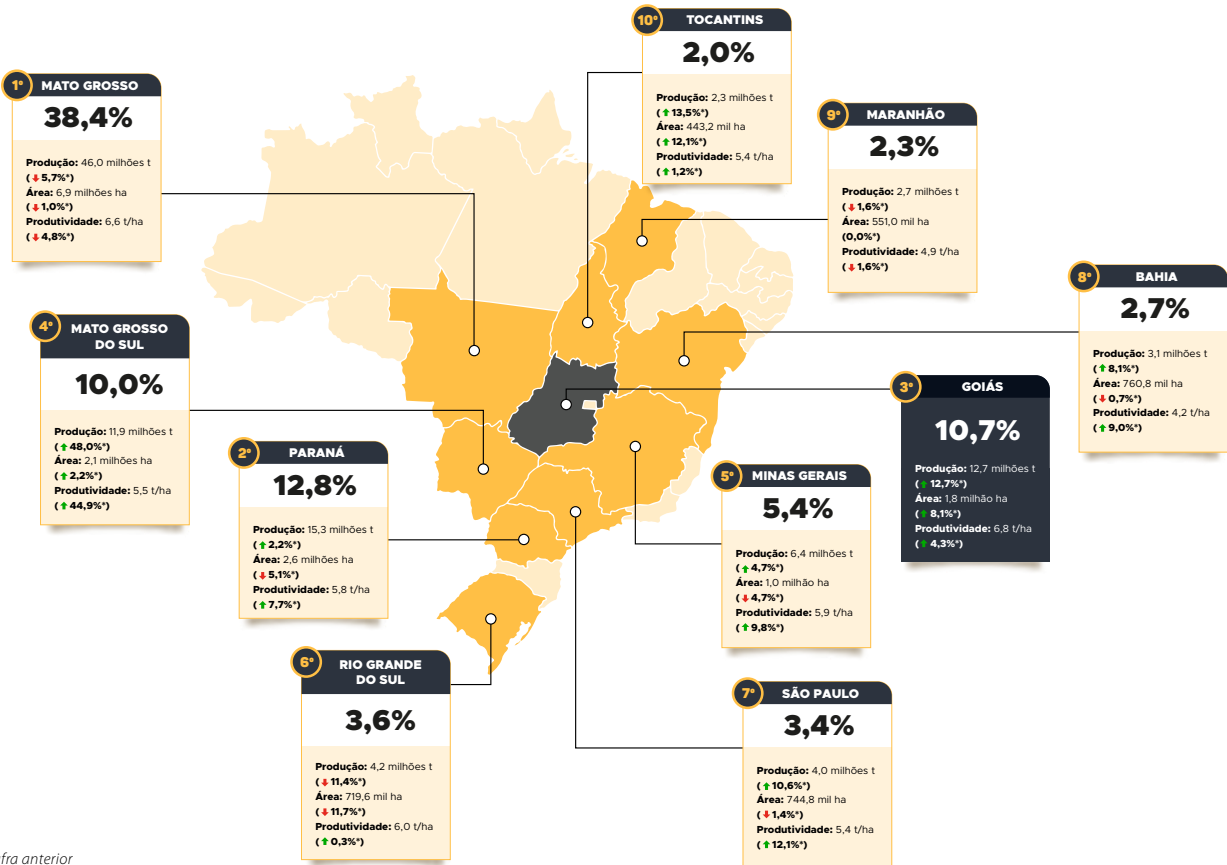 10º
TOCANTINS
2,0%
Produção: 2,3 milhões t
(↑13,5%*)
Área: 443,2 mil ha
(↑12,1%*)
Produtividade: 5,4 t/ha
(↑1,2%*)
1º
MATO GROSSO
38,4%
Produção: 46,0 milhões t
(↓5,7%*)
Área: 6,9 milhões ha
(↓1,0%*)
Produtividade: 6,6 t/ha
(↓4,8%*)
9º
MARANHÃO
2,3%
Produção: 2,7 milhões t
(↓1,6%*)
Área: 551,0 mil ha
(0,0%*)
Produtividade: 4,9 t/ha
(↓1,6%*)
8º
BAHIA
2,7%
Produção: 3,1 milhões t
(↑8,1%*)
Área: 760,8 mil ha
(↓0,7%*)
Produtividade: 4,2 t/ha
(↑9,0%*)
4º
MATO GROSSO
DO SUL
10,0%
Produção: 11,9 milhões t
(↑48,0%*)
Área: 2,1 milhões ha
(↑2,2%*)
Produtividade: 5,5 t/ha
(↑44,9%*)
3º
GOIÁS
10,7%
Produção: 12,7 milhões t
(↑12,7%*)
Área: 1,8 milhão ha
(↑8,1%*)
Produtividade: 6,8 t/ha
(↑4,3%*)
2º
PARANÁ
12,8%
Produção: 15,3 milhões t
(↑2,2%*)
Área: 2,6 milhões ha
(↓5,1%*)
Produtividade: 5,8 t/ha
(↑7,7%*)
5º
MINAS GERAIS
5,4%
Produção: 6,4 milhões t
(↑4,7%*)
Área: 1,0 milhão ha
(↓4,7%*)
Produtividade: 5,9 t/ha
(↑9,8%*)
6º
RIO GRANDE
DO SUL
3,6%
Produção: 4,2 milhões t
(↓11,4%*)
Área: 719,6 mil ha
(↓11,7%*)
Produtividade: 6,0 t/ha
(↑0,3%*)
7º
SÃO PAULO
3,4%
Produção: 4,0 milhões t
(↑10,6%*)
Área: 744,8 mil ha
(↓1,4%*)
Produtividade: 5,4 t/ha
(↑12,1%*)
fra anterior